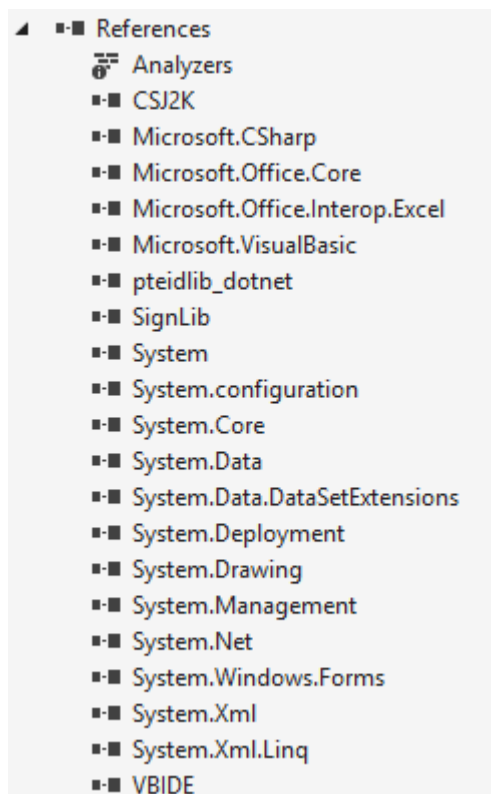 References
Analyzers
CSJ2K
Microsoft.CSharp
Microsoft.Office.Core
Microsoft.Office.Interop.Excel
Microsoft.VisualBasic
pteidlib_dotnet
SignLib
System
System.configuration
System.Core
System.Data
System.Data.DataSetExtensions
System.Deployment
System.Drawing
System.Management
System.Net
System.Windows.Forms
System.Xml
System.Xml.Linq
VBIDE